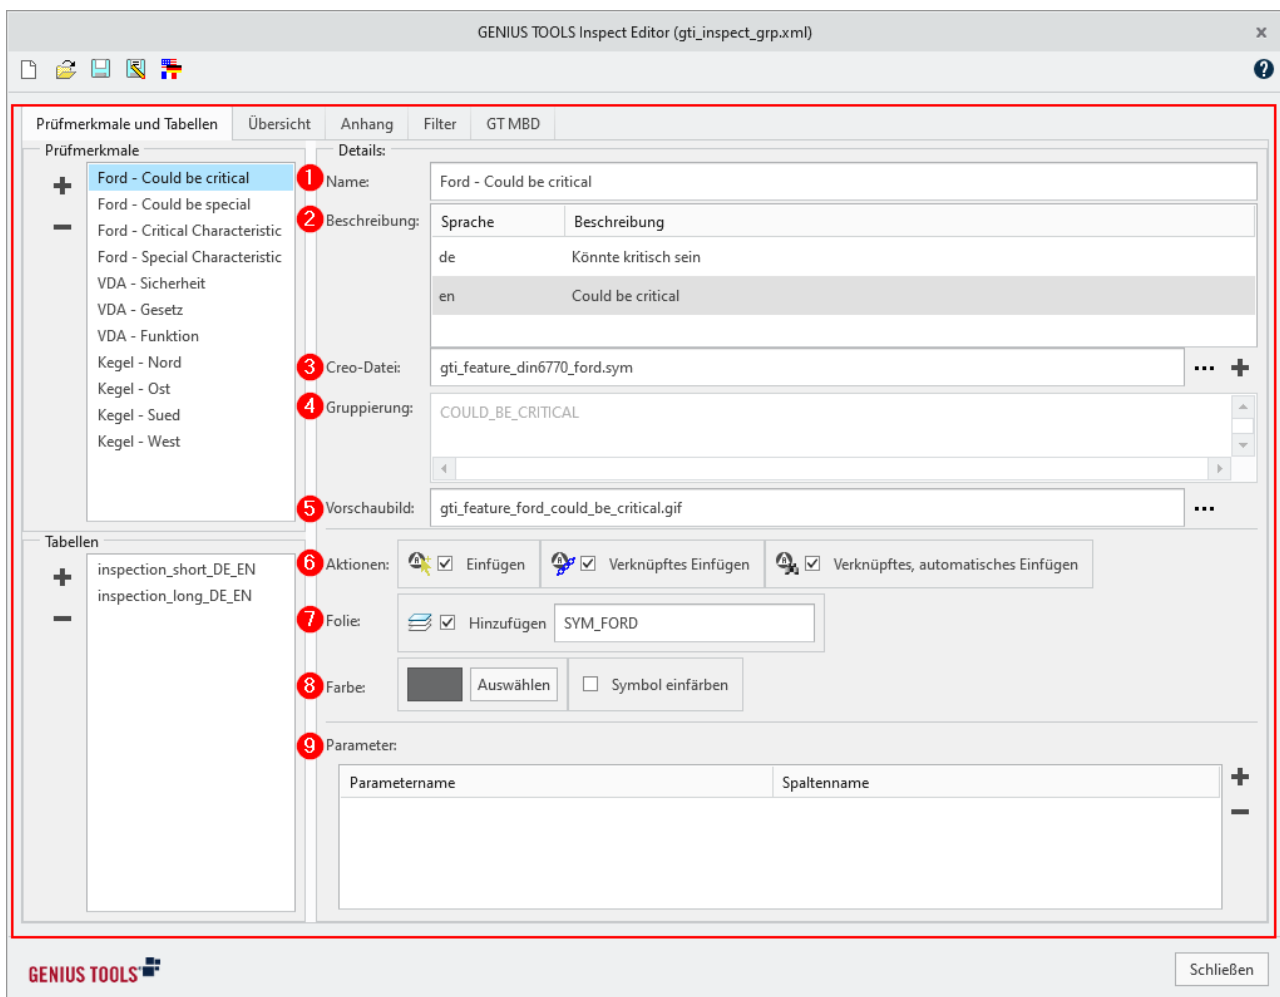 GENIUS TOOLS Inspect Editor (gti_inspect_grp.xml)
Prüfmerkmale und Tabellen Übersicht Anhang Filter GT MBD
Prüfmerkmale
Ford - Could be critical
Ford - Could be special
Ford - Critical Characteristic
Ford - Special Characteristic
VDA - Sicherheit
VDA - Gesetz
VDA - Funktion
Kegel - Nord
Kegel - Ost
Kegel - Sued
Kegel - West
Tabellen
inspection_short_DE_EN
inspection_long_DE_EN
Details:
1 Name: Ford - Could be critical
2 Beschreibung: Sprache Beschreibung
de Könnte kritisch sein
en Could be critical
3 Creo-Datei: gti_feature_din6770_ford.sym
4 Gruppierung: COULD_BE_CRITICAL
5 Vorschaubild: gti_feature_ford_could_be_critical.gif
6 Aktionen: Einfügen Verknüpftes Einfügen Verknüpftes, automatisches Einfügen
7 Folie: Hinzufügen SYM_FORD
8 Farbe: Auswählen Symbol einfärben
9 Parameter:
Parametername Spaltenname
GENIUS TOOLS
Schließen